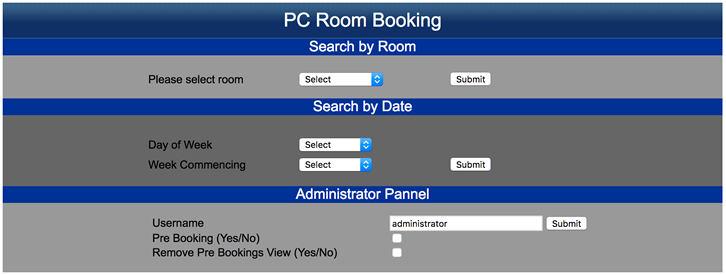 PC Room Booking
Search by Room
Please select room Select Submit
Search by Date
Day of Week Select
Week Commencing Select Submit
Administrator Pannel
Username administrator Submit
Pre Booking (Yes/No)
Remove Pre Bookings View (Yes/No)